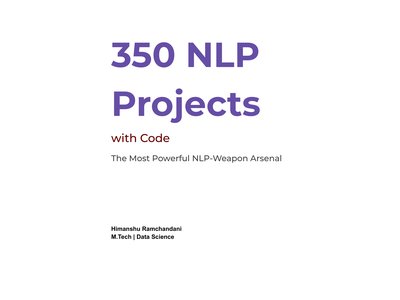 350 NLP
Projects
with Code
The Most Powerful NLP-Weapon Arsenal
Himanshu Ramchandani
M.Tech | Data Science